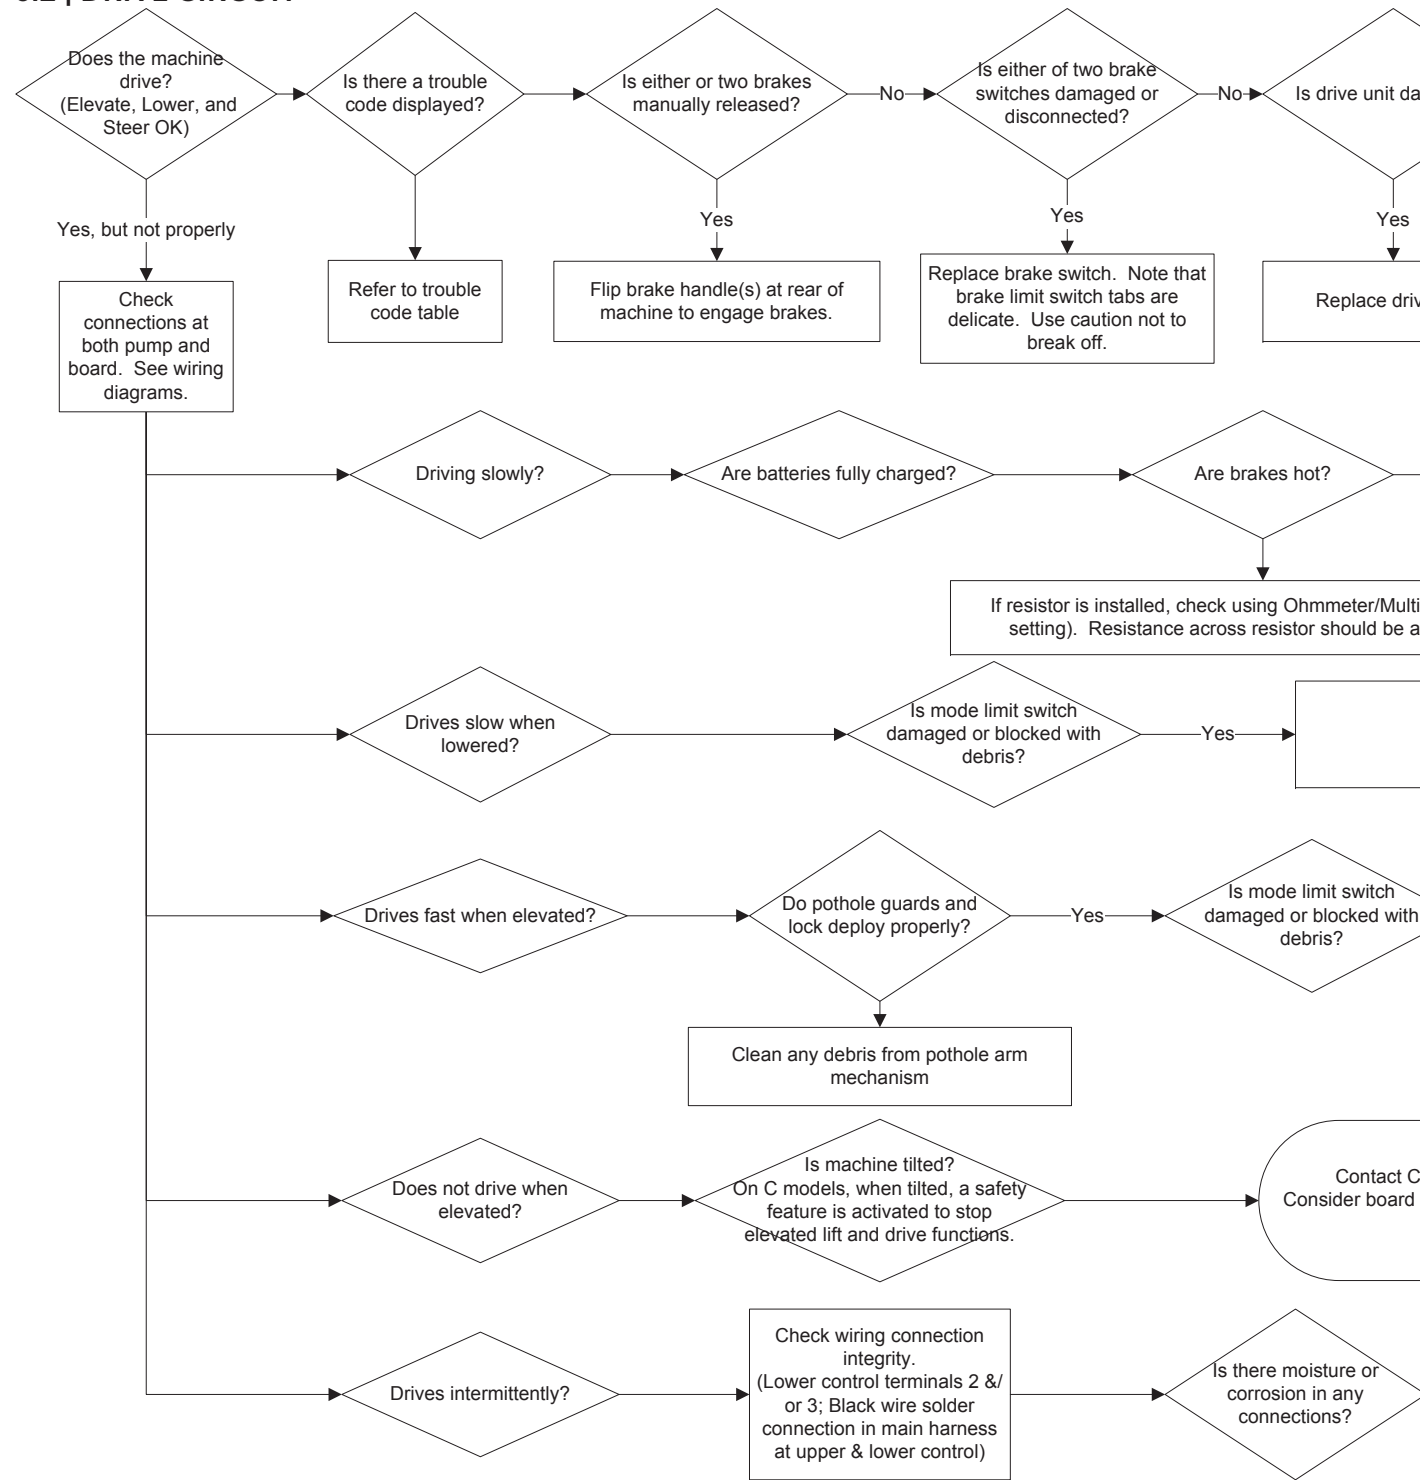 Does the machine
drive?
(Elevate, Lower, and
Steer OK)
Is there a trouble
code displayed?
Is either or two brakes
manually released?
No
Is either of two brake
switches damaged or
disconnected?
No
Is drive unit
Yes, but not properly
Yes
Yes
Yes
Check
connections at
both pump and
board. See wiring
diagrams.
Refer to trouble
code table
Flip brake handle(s) at rear of
machine to engage brakes.
Replace brake switch. Note that
brake limit switch tabs are
delicate. Use caution not to
break off.
Replace
Driving slowly?
Are batteries fully charged?
Are brakes hot?
If resistor is installed, check using Ohmmeter/Multi
setting). Resistance across resistor should be
Drives slow when
lowered?
Is mode limit switch
damaged or blocked with
debris?
Yes
Drives fast when elevated?
Do pothole guards and
lock deploy properly?
Yes
Is mode limit switch
damaged or blocked with
debris?
Clean any debris from pothole arm
mechanism
Does not drive when
elevated?
Is machine tilted?
On C models, when tilted, a safety
feature is activated to stop
elevated lift and drive functions.
Contact
Consider board
Drives intermittently?
Check wiring connection
integrity.
(Lower control terminals 2 &/
or 3; Black wire solder
connection in main harness
at upper & lower control)
Is there moisture or
corrosion in any
connections?